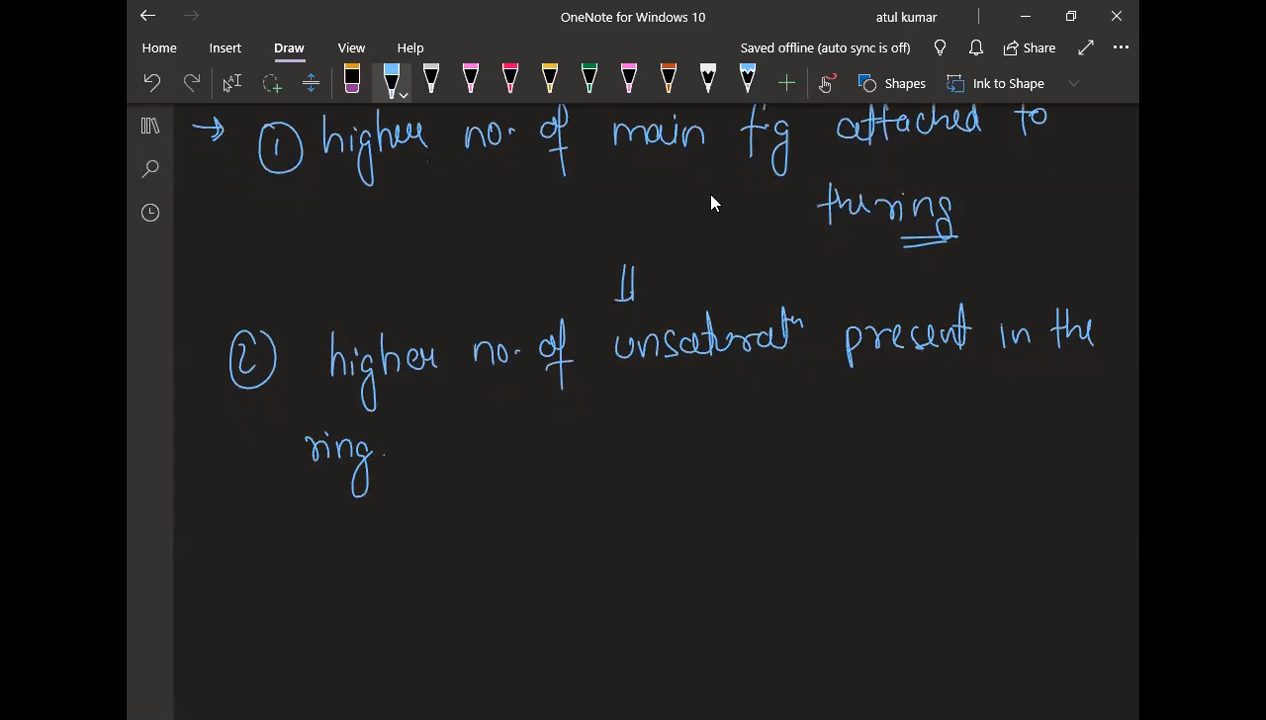 OneNote for Windows 10
atul kumar
Home Insert Draw View Help
Saved offline (auto sync is off)
Share
Shapes
Ink to Shape
→ ① higher no. of main fig attached to
the ring
② higher no. of unsaturatn present in the
ring.